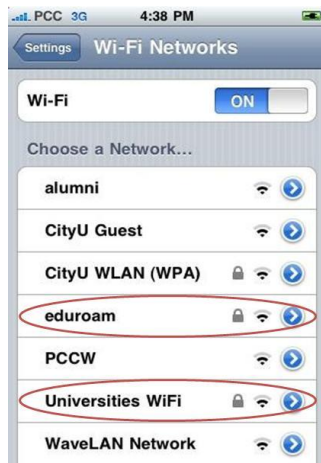 PCC 3G 4:38 PM
Settings Wi-Fi Networks
Wi-Fi ON
Choose a Network...
alumni
CityU Guest
CityU WLAN (WPA)
eduroam
PCCW
Universities WiFi
WaveLAN Network